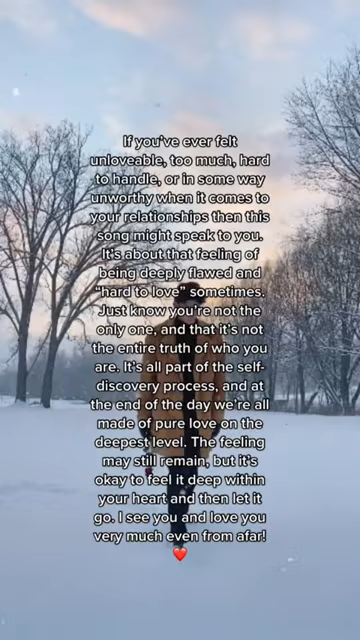 If you've ever felt
unloveable, too much, hard
to handle, or in some way
unworthy when it comes to
your relationships then this
song might speak to you.
It's about that feeling of
being deeply flawed and
"hard to love" sometimes.
Just know you're not the
only one, and that it's not
the entire truth of who you
are. It's all part of the self-
discovery process, and at
the end of the day we're all
made of pure love on the
deepest level. The feeling
may still remain, but it's
okay to feel it deep within
your heart and then let it
go. I see you and love you
very much even from afar!
❤️